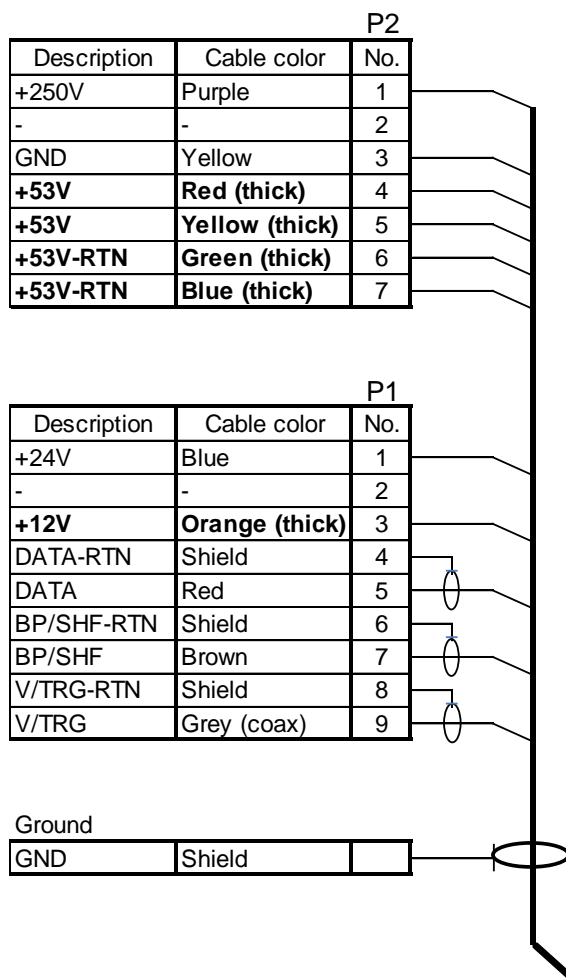 P2
Description Cable color No.
+250V Purple 1
- - 2
GND Yellow 3
+53V Red (thick) 4
+53V Yellow (thick) 5
+53V-RTN Green (thick) 6
+53V-RTN Blue (thick) 7
P1
Description Cable color No.
+24V Blue 1
- - 2
+12V Orange (thick) 3
DATA-RTN Shield 4
DATA Red 5
BP/SHF-RTN Shield 6
BP/SHF Brown 7
V/TRG-RTN Shield 8
V/TRG Grey (coax) 9
Ground
GND Shield